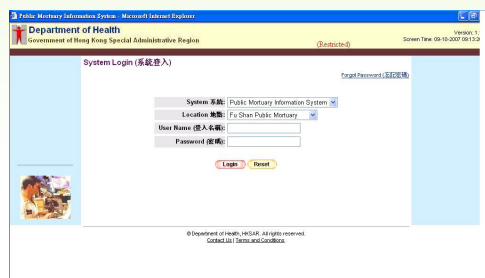 Public Mortuary Information System - Microsoft Internet Explorer
Department of Health
Government of Hong Kong Special Administrative Region
(Restricted)
Version: 1.
Screen Time: 09-10-2007 09:13:2
System Login (系統登入)
Forgot Password (忘記密碼)
System 系統: Public Mortuary Information System
Location 地點: Fu Shan Public Mortuary
User Name (登入名稱):
Password (密碼):
Login Reset
© Department of Health, HKSAR. All rights reserved.
Contact Us | Terms and Conditions